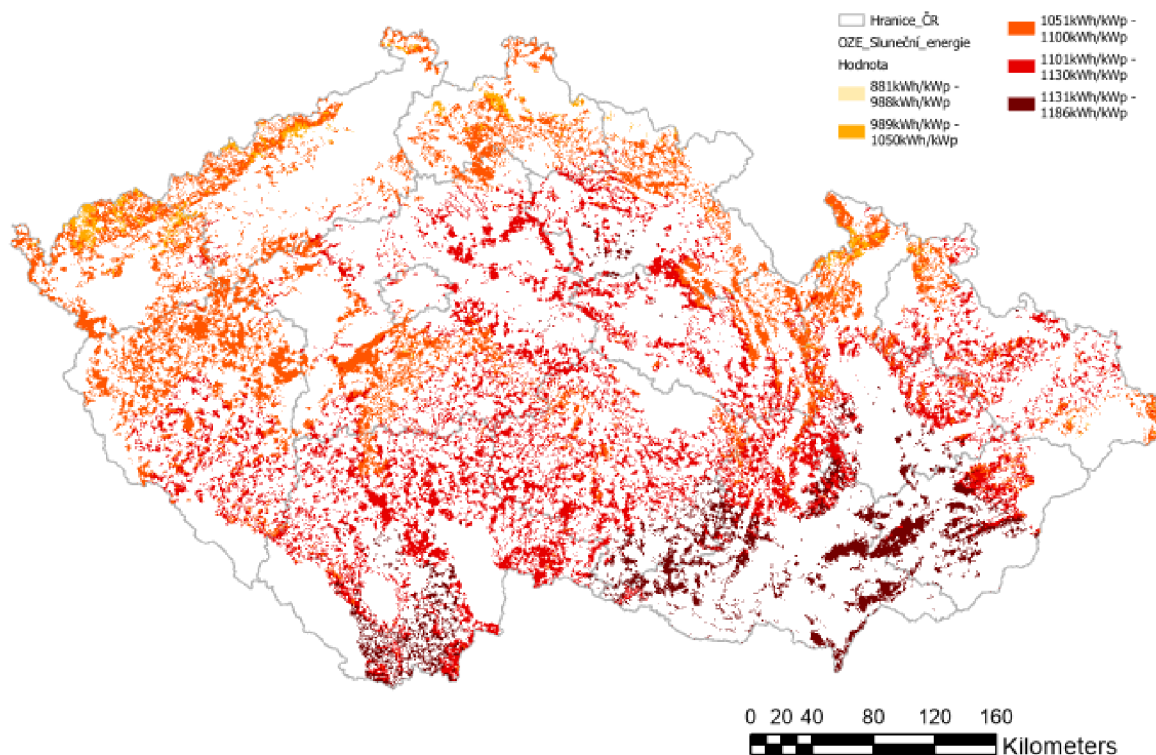 Hranice_ČR
OZE_Sluneční_energie
Hodnota
881kWh/kWp -
988kWh/kWp
989kWh/kWp -
1050kWh/kWp
1051kWh/kWp -
1100kWh/kWp
1101kWh/kWp -
1130kWh/kWp
1131kWh/kWp -
1186kWh/kWp
0 20 40 80 120 160
Kilometers